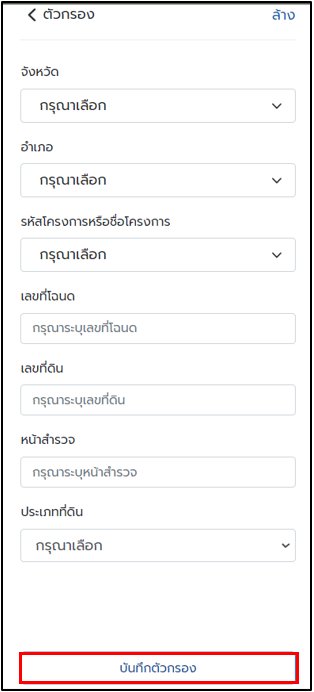 ตัวกรอง ล้าง
จังหวัด
กรุณาเลือก
อำเภอ
กรุณาเลือก
รหัสโครงการหรือชื่อโครงการ
กรุณาเลือก
เลขที่โฉนด
กรุณาระบุเลขที่โฉนด
เลขที่ดิน
กรุณาระบุเลขที่ดิน
หน้าสำรวจ
กรุณาระบุหน้าสำรวจ
ประเภทที่ดิน
กรุณาเลือก
บันทึกตัวกรอง